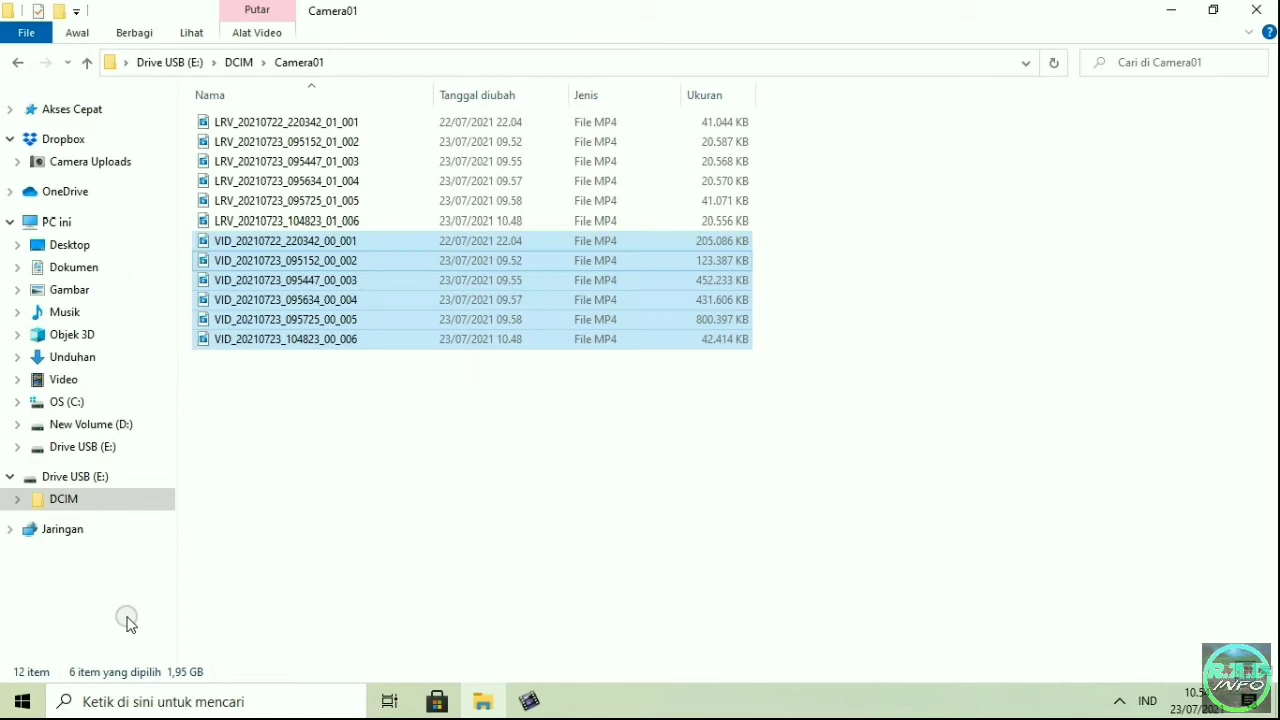 Putar
Camera01
File
Awal
Berbagi
Lihat
Alat Video
Drive USB (E:)
DCIM
Camera01
Cari di Camera01
Nama
Tanggal diubah
Jenis
Ukuran
LRV_20210722_220342_01_001 22/07/2021 22.04 File MP4 41.044 KB
LRV_20210723_095152_01_002 23/07/2021 09.52 File MP4 20.587 KB
LRV_20210723_095447_01_003 23/07/2021 09.55 File MP4 20.568 KB
LRV_20210723_095634_01_004 23/07/2021 09.57 File MP4 20.570 KB
LRV_20210723_095725_01_005 23/07/2021 09.58 File MP4 41.071 KB
LRV_20210723_104823_01_006 23/07/2021 10.48 File MP4 20.556 KB
VID_20210722_220342_00_001 22/07/2021 22.04 File MP4 205.086 KB
VID_20210723_095152_00_002 23/07/2021 09.52 File MP4 123.387 KB
VID_20210723_095447_00_003 23/07/2021 09.55 File MP4 452.233 KB
VID_20210723_095634_00_004 23/07/2021 09.57 File MP4 431.606 KB
VID_20210723_095725_00_005 23/07/2021 09.58 File MP4 800.397 KB
VID_20210723_104823_00_006 23/07/2021 10.48 File MP4 42.414 KB
Akses Cepat
Dropbox
Camera Uploads
OneDrive
PC ini
Desktop
Dokumen
Gambar
Musik
Objek 3D
Unduhan
Video
OS (C:)
New Volume (D:)
Drive USB (E:)
Drive USB (E:)
DCIM
Jaringan
12 item
6 item yang dipilih 1,95 GB
Ketik di sini untuk mencari
IND
INFO